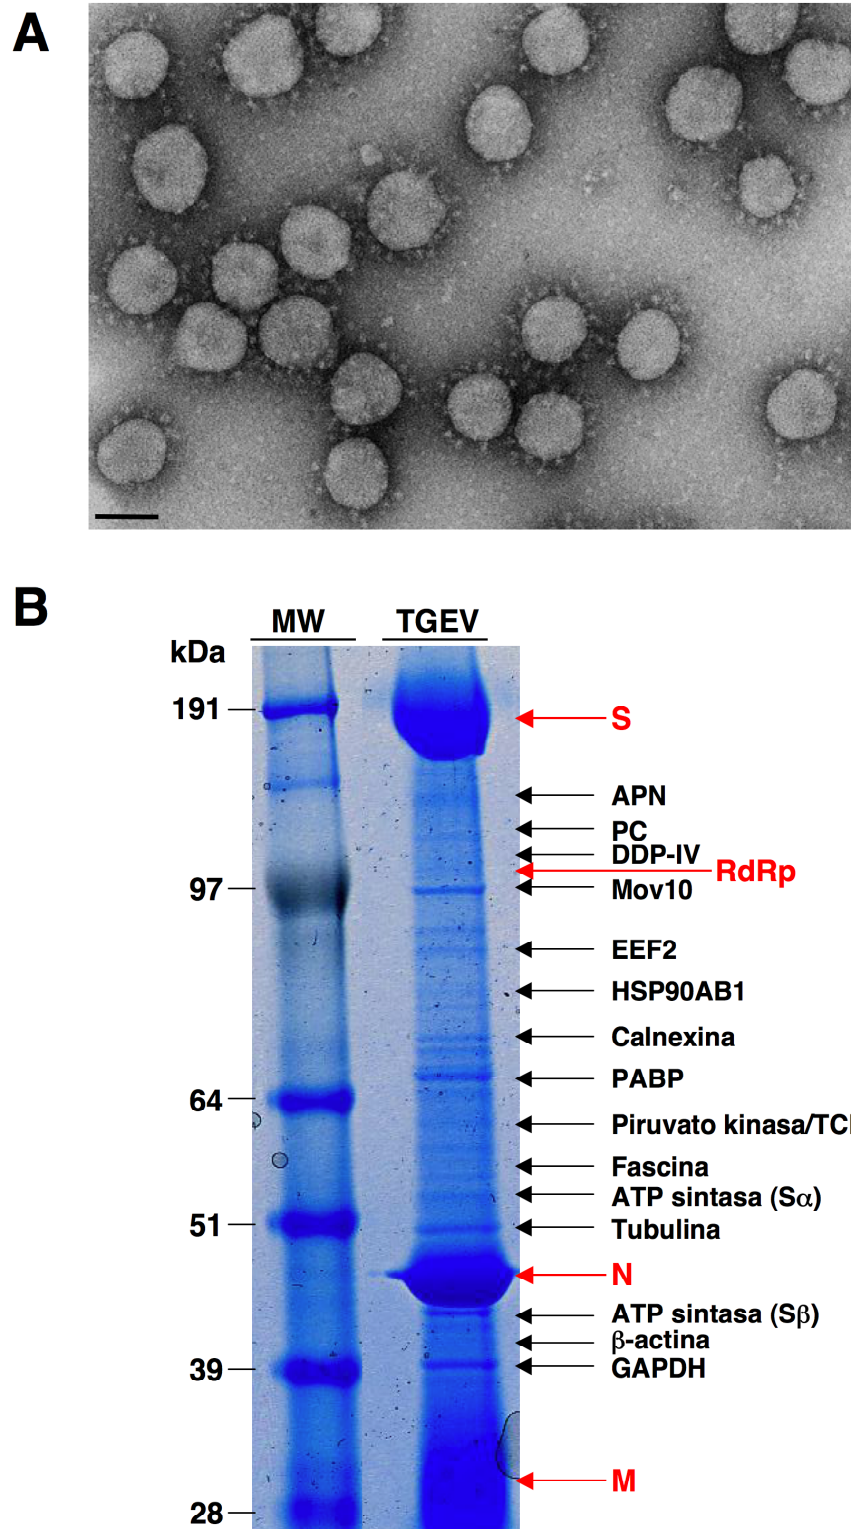 A
B
MW TGEV
kDa
191
S
APN
PC
DDP-IV
RdRp
97
Mov10
EEF2
HSP90AB1
Calnexina
PABP
64
Piruvato kinasa/TC
Fascina
ATP sintasa (Sα)
51
Tubulina
N
ATP sintasa (Sβ)
β-actina
39
GAPDH
M
28